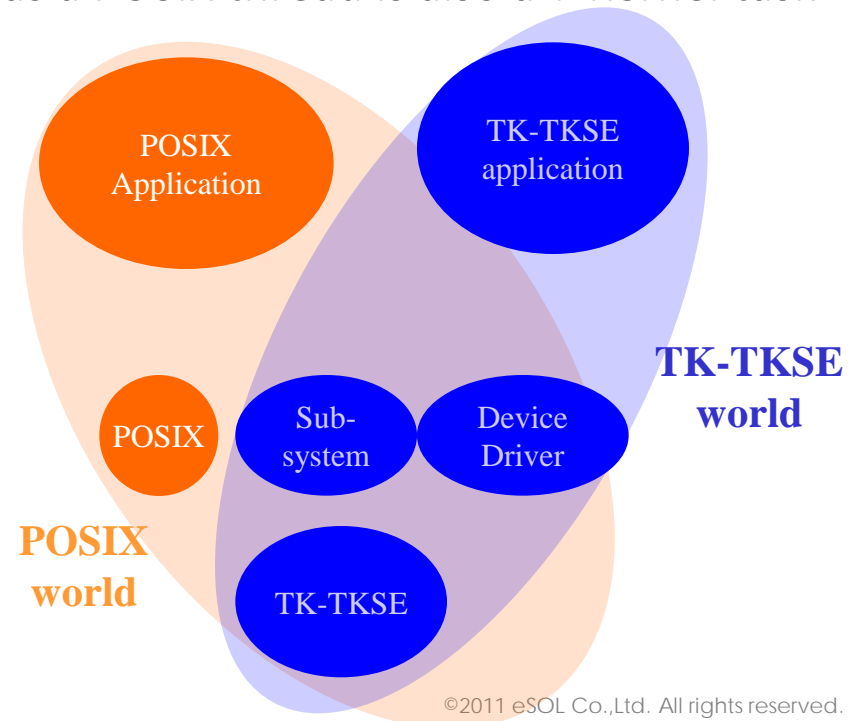 POSIX
Application
TK-TKSE
application
TK-TKSE
world
POSIX
Sub-
system
Device
Driver
POSIX
world
TK-TKSE
©2011 eSOL Co.,Ltd. All rights reserved.